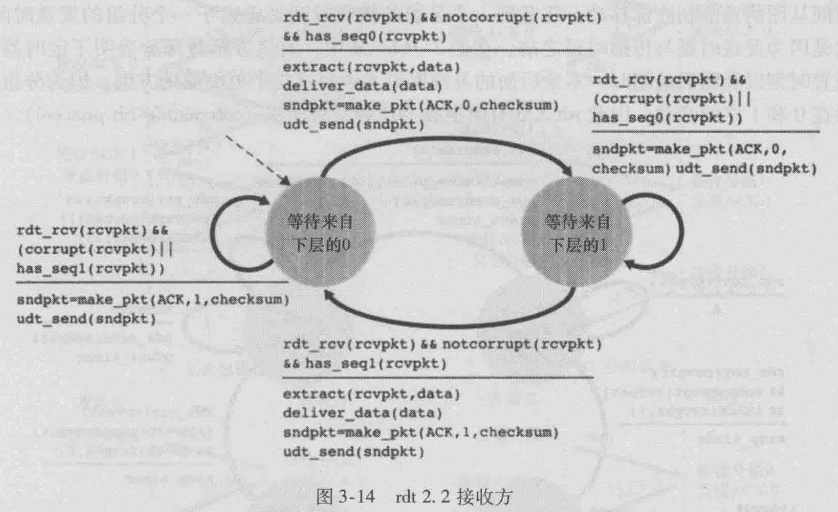 rdt_rcv(rcvpkt) && notcorrupt(rcvpkt)
&& has_seq0(rcvpkt)
extract(rcvpkt,data)
deliver_data(data)
sndpkt=make_pkt(ACK,0,checksum)
udt_send(sndpkt)
rdt_rcv(rcvpkt) &&
(corrupt(rcvpkt)||
has_seq0(rcvpkt))
sndpkt=make_pkt(ACK,0,
checksum) udt_send(sndpkt)
等待来自
下层的0
等待来自
下层的1
rdt_rcv(rcvpkt) &&
(corrupt(rcvpkt)||
has_seq1(rcvpkt))
sndpkt=make_pkt(ACK,1,checksum)
udt_send(sndpkt)
rdt_rcv(rcvpkt) && notcorrupt(rcvpkt)
&& has_seq1(rcvpkt)
extract(rcvpkt,data)
deliver_data(data)
sndpkt=make_pkt(ACK,1,checksum)
udt_send(sndpkt)
图 3-14 rdt 2. 2 接收方